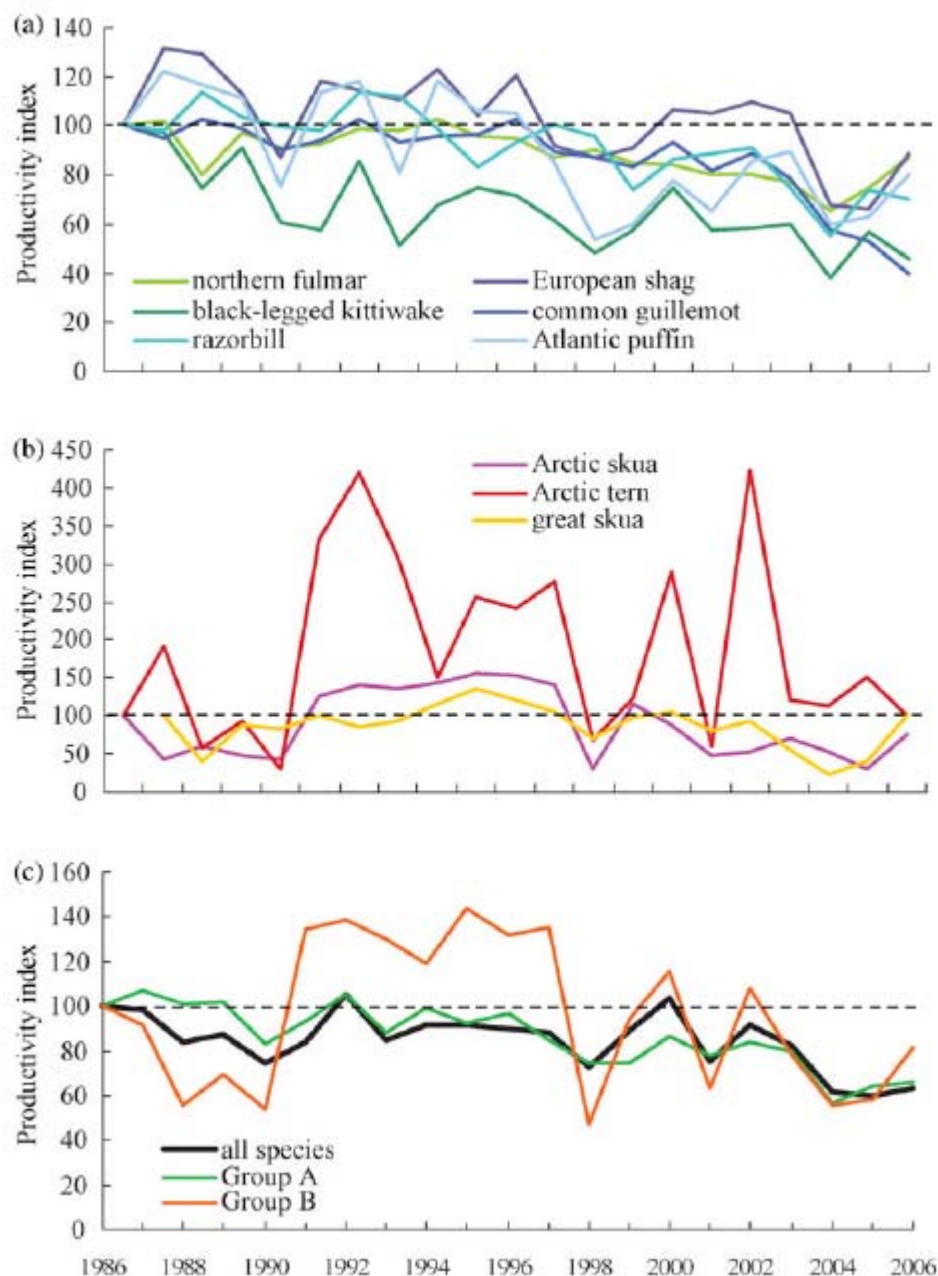 (a) 140
120
100
80
60
40
20
0
Productivity index
northern fulmar
black-legged kittiwake
razorbill
European shag
common guillemot
Atlantic puffin
(b) 450
400
350
300
250
200
150
100
50
0
Productivity index
Arctic skua
Arctic tern
great skua
(c) 160
140
120
100
80
60
40
20
0
Productivity index
all species
Group A
Group B
1986 1988 1990 1992 1994 1996 1998 2000 2002 2004 2006